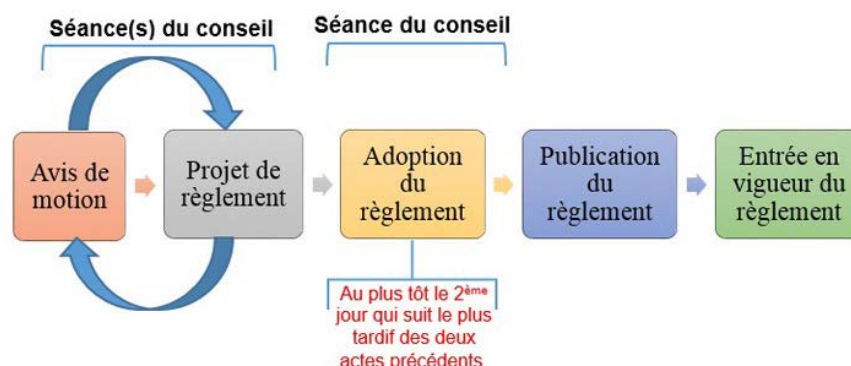 Séance(s) du conseil
Séance du conseil
Avis de
motion
Projet de
règlement
Adoption
du
règlement
Publication
du
règlement
Entrée en
vigueur du
règlement
Au plus tôt le 2ème
jour qui suit le plus
tardif des deux
actes précédents